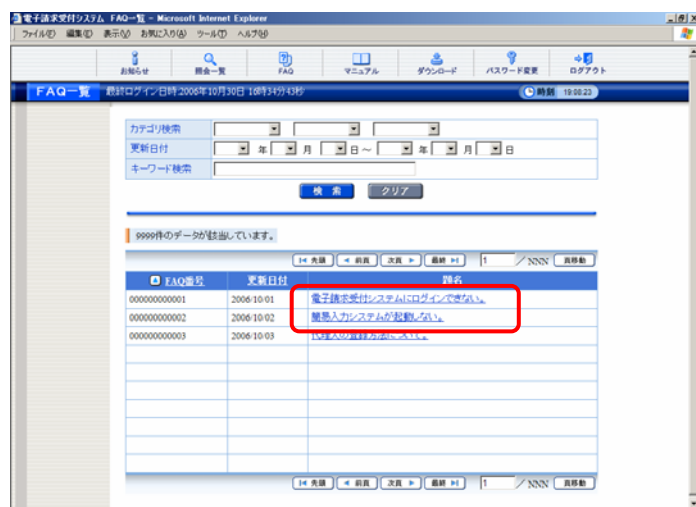 電子請求受付システム FAQ一覧 - Microsoft Internet Explorer
ファイル(F) 編集(E) 表示(V) お気に入り(A) ツール(T) ヘルプ(H)
お知らせ 照会一覧 FAQ マニュアル ダウンロード パスワード変更 ログアウト
FAQ一覧 最終ログイン日時:2006年10月30日 16時34分43秒 時刻 19:08:23
カテゴリ検索
更新日付 年 月 日 ~ 年 月 日
キーワード検索
検索 クリア
9999件のデータが該当しています。
先頭 前頁 次頁 最終 1 / NNN 頁移動
FAQ番号 更新日付 題名
000000000001 2006/10/01 電子請求受付システムにログインできない。
000000000002 2006/10/02 簡易入力システムが起動しない。
000000000003 2006/10/03 代理人の登録方法について。
先頭 前頁 次頁 最終 1 / NNN 頁移動